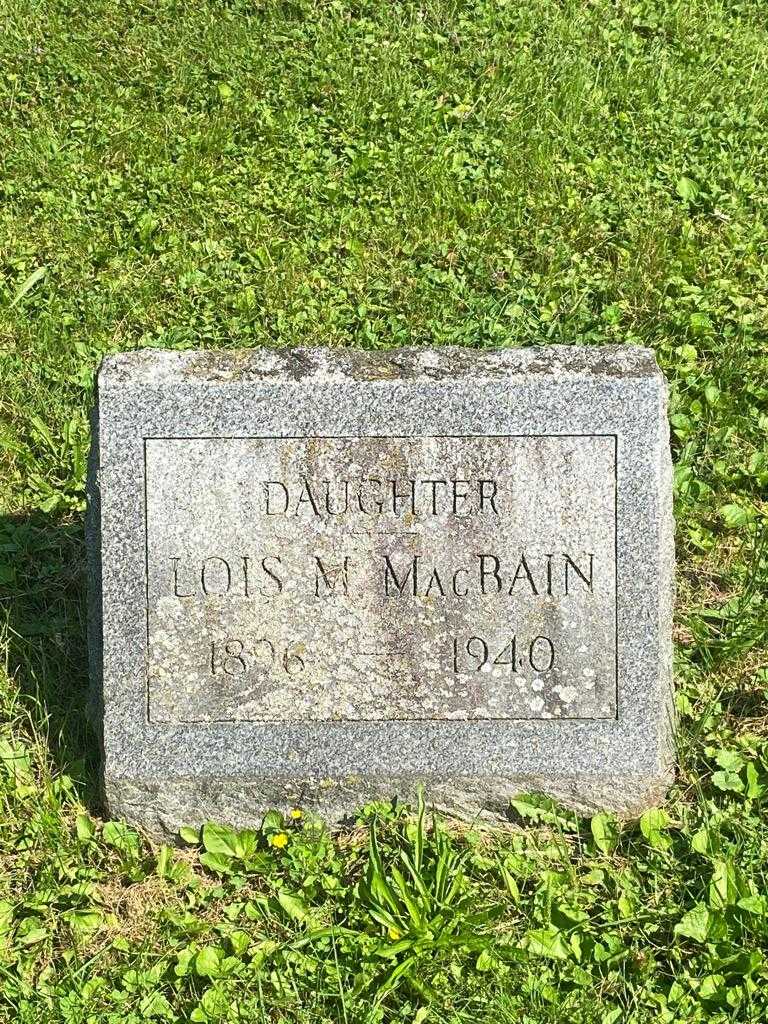 DAUGHTER
LOIS M. MACBAIN
1896 — 1940